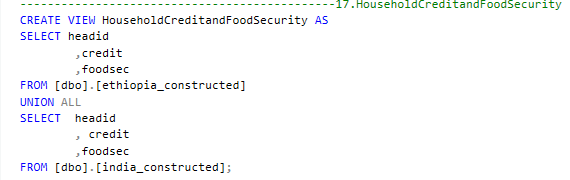 ------------------------------------------------17.HouseholdCreditandFoodSecurity
CREATE VIEW HouseholdCreditandFoodSecurity AS
SELECT headid
,credit
,foodsec
FROM [dbo].[ethiopia_constructed]
UNION ALL
SELECT  headid
, credit
,foodsec
FROM [dbo].[india_constructed];